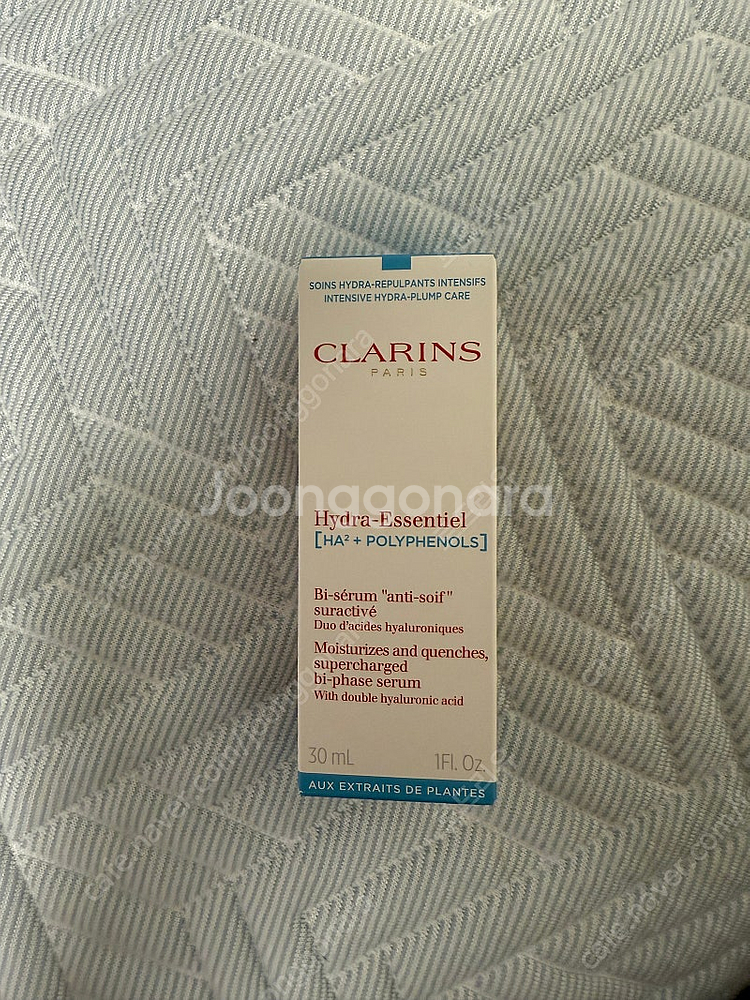 SOINS HYDRA-REPULPANTS INTENSIFS
INTENSIVE HYDRA-PLUMP CARE
CLARINS
PARIS
Joonggonara
Hydra-Essentiel
[HA² + POLYPHENOLS]
Bi-sérum "anti-soif"
suractivé
Duo d'acides hyaluroniques
Moisturizes and quenches,
supercharged
bi-phase serum
With double hyaluronic acid
30 mL 1Fl. Oz.
AUX EXTRAITS DE PLANTES